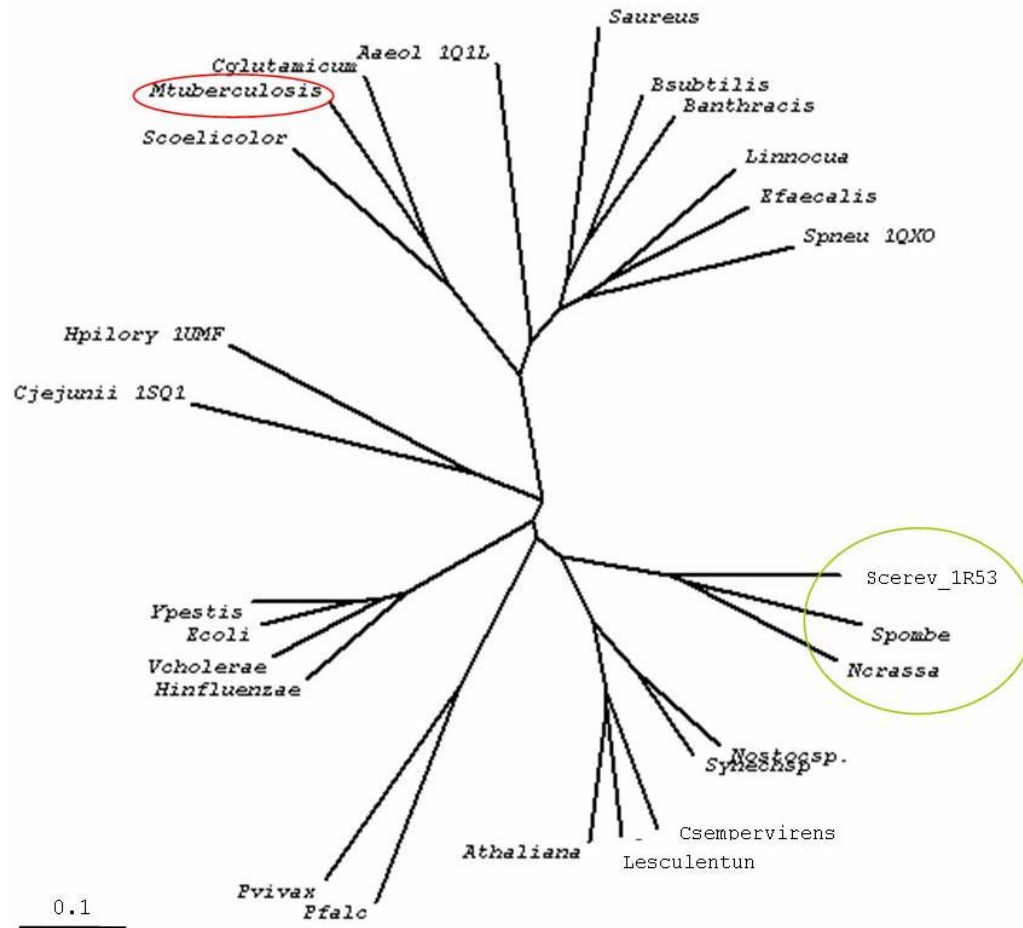 Saureus
Aaeol 1Q1L
Cglutamicum
Mtuberculosis
Bsubtilis
Banthracis
Scoelicolor
Linnocua
Efaecalis
Spneu 1QXO
Hpilory 1UMF
Cjejunii 1SQ1
Scerev_1R53
Spombe
Ncrassa
Ypestis
Ecoli
Vcholerae
Hinfluenzae
Nostocsp.
Synechsp
Csempervirens
Athaliana
Lesculentun
Pvivax
Pfalc
0.1